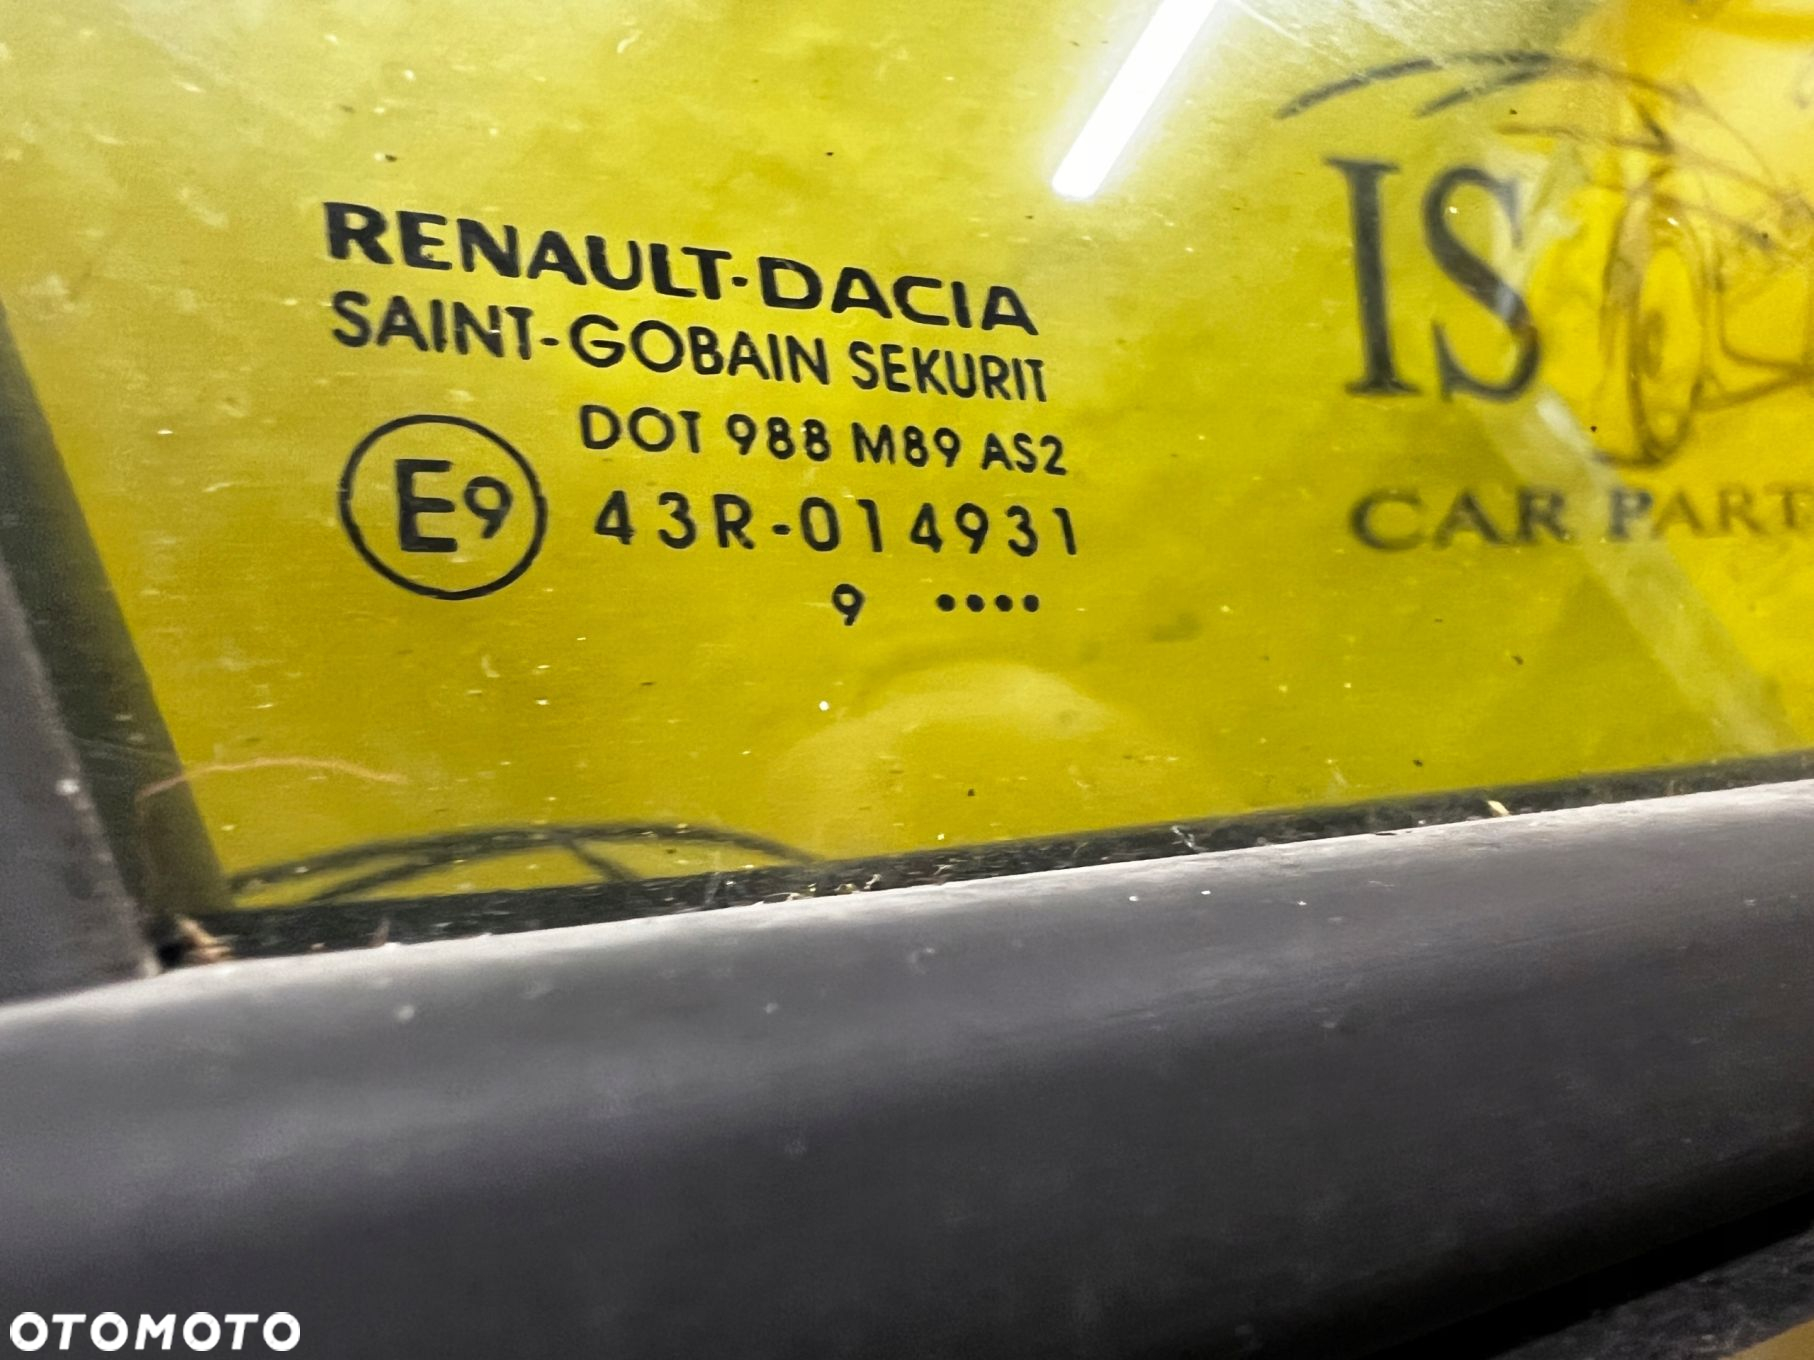 RENAULT·DACIA
SAINT-GOBAIN SEKURIT
DOT 988 M89 AS2
E9
43R-014931
9 ••••
IS
CAR PART
OTOMOTO